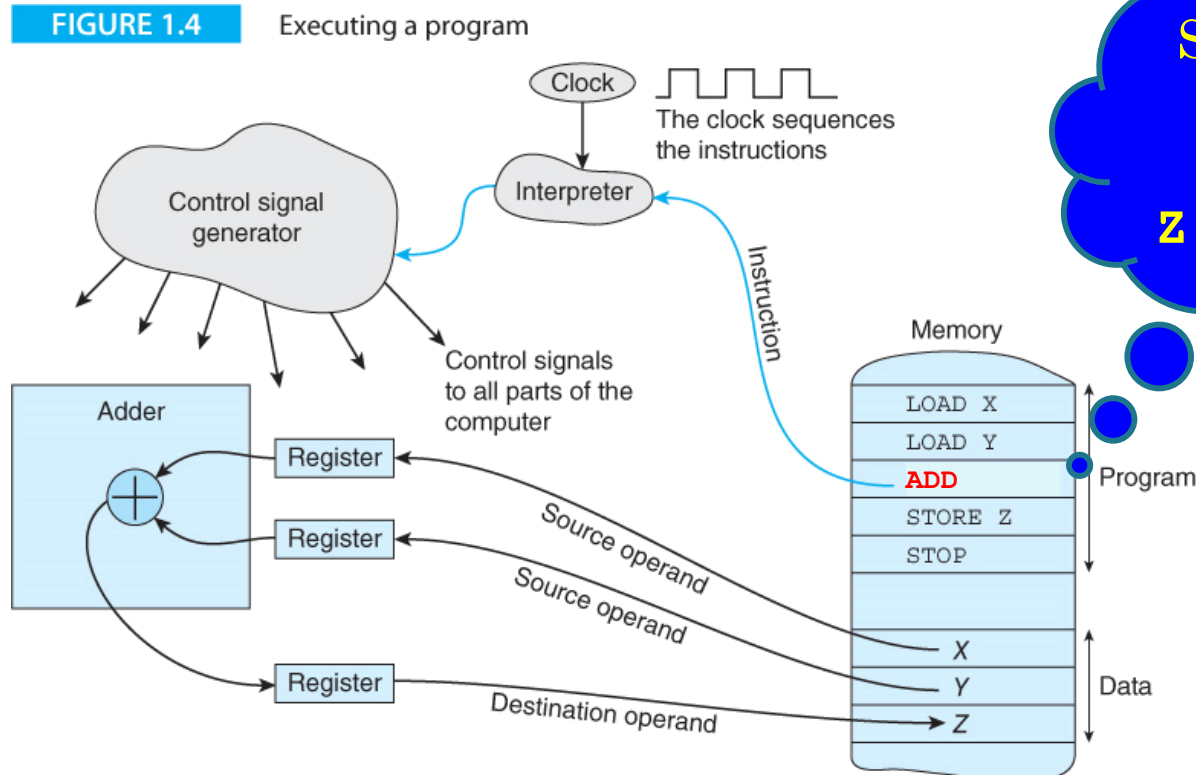 FIGURE 1.4 Executing a program
S
Clock
The clock sequences
the instructions
Interpreter
Control signal
generator
Z
Instruction
Memory
Control signals
to all parts of the
computer
Adder
LOAD X
LOAD Y
Register
ADD
Program
STORE Z
Source operand
Register
STOP
Source operand
X
Register
Y
Data
Destination operand
Z